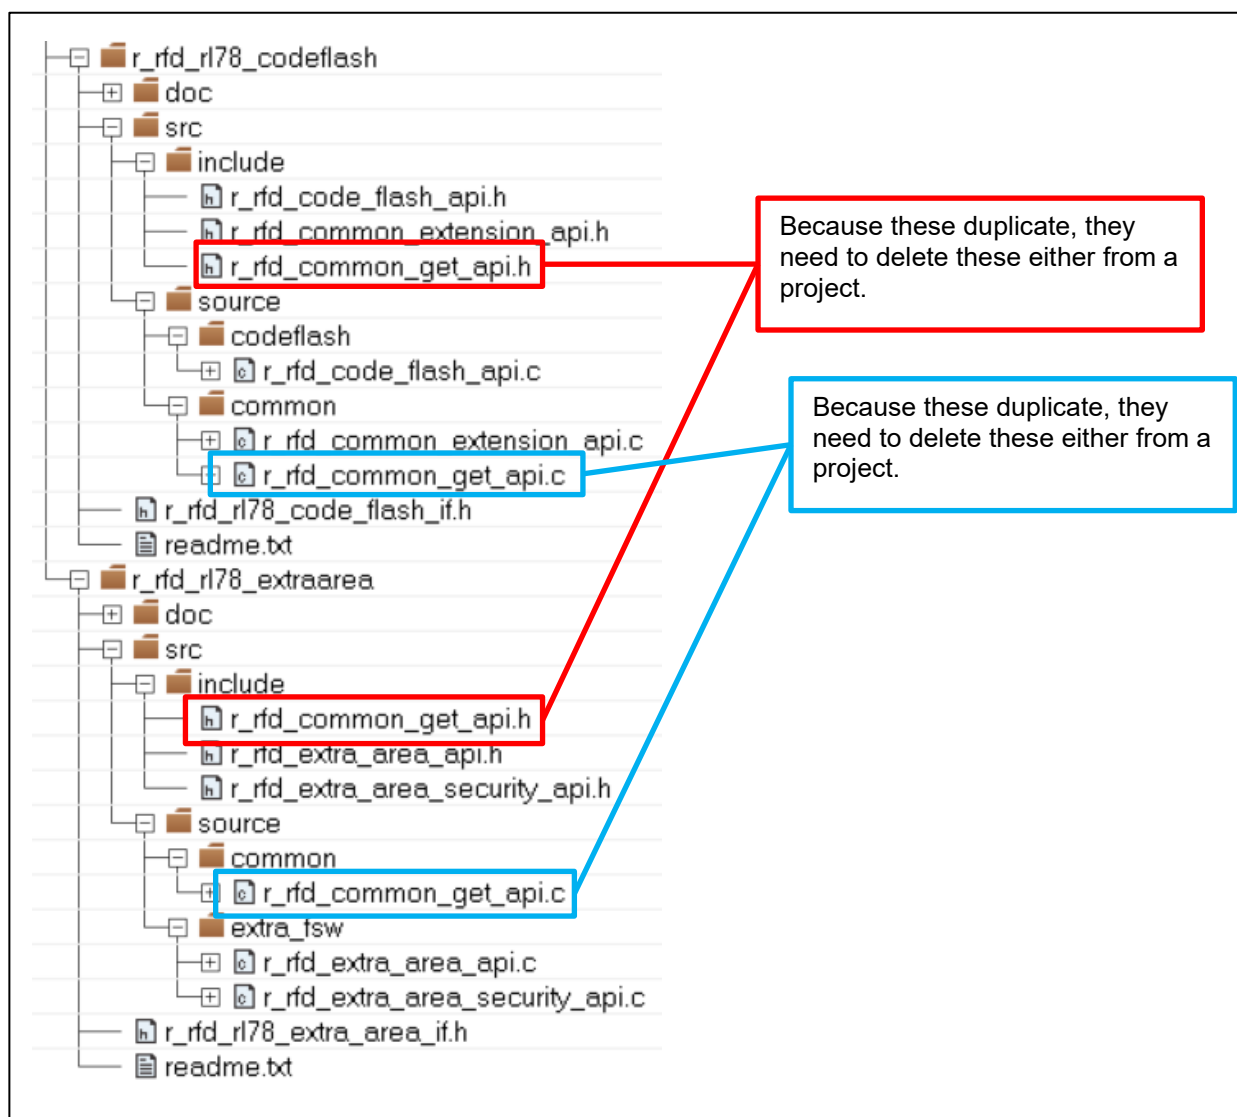 r_rfd_rl78_codeflash
doc
src
include
r_rfd_code_flash_api.h
r_rfd_common_extension_api.h
r_rfd_common_get_api.h
source
codeflash
r_rfd_code_flash_api.c
common
r_rfd_common_extension_api.c
r_rfd_common_get_api.c
r_rfd_rl78_code_flash_if.h
readme.txt
r_rfd_rl78_extraarea
doc
src
include
r_rfd_common_get_api.h
r_rfd_extra_area_api.h
r_rfd_extra_area_security_api.h
source
common
r_rfd_common_get_api.c
extra_fsw
r_rfd_extra_area_api.c
r_rfd_extra_area_security_api.c
r_rfd_rl78_extra_area_if.h
readme.txt
Because these duplicate, they
need to delete these either from a
project.
Because these duplicate, they
need to delete these either from a
project.